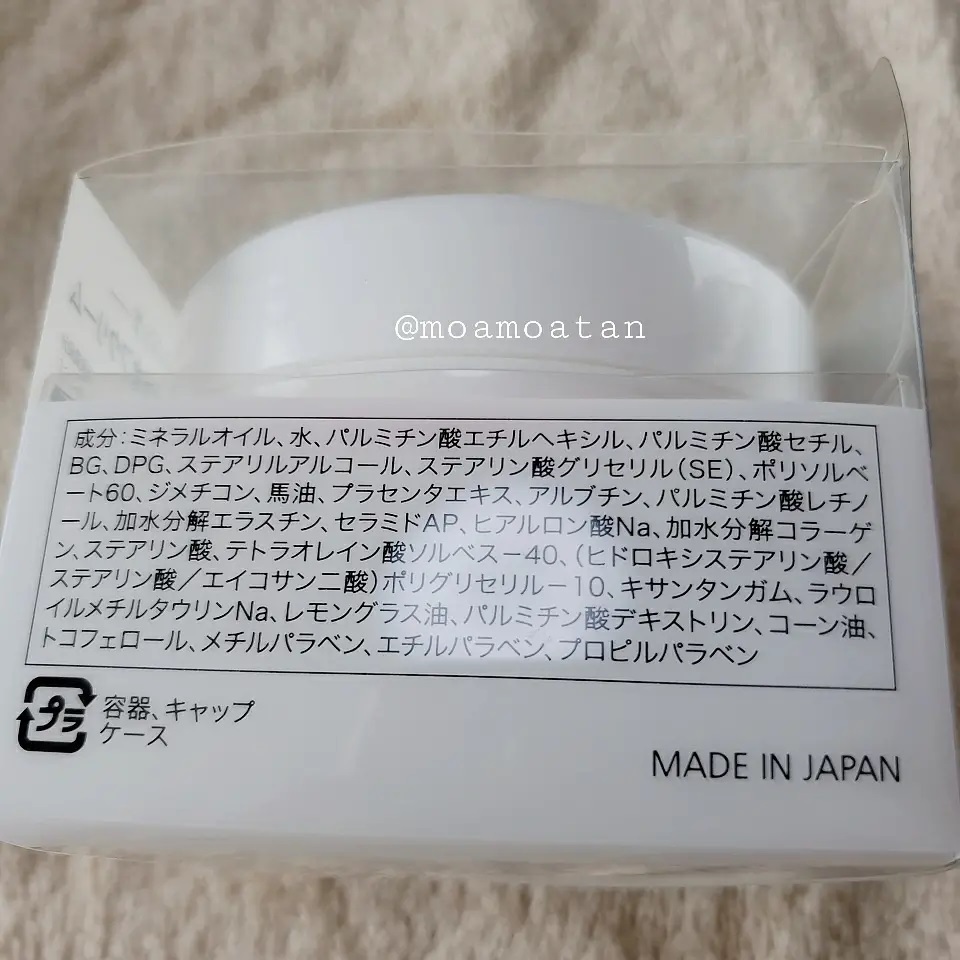 @moamoatan
成分:ミネラルオイル、水、パルミチン酸エチルヘキシル、パルミチン酸セチル、
BG、DPG、ステアリルアルコール、ステアリン酸グリセリル(SE)、ポリソルベ
ート60、ジメチコン、馬油、プラセンタエキス、アルブチン、パルミチン酸レチノ
ール、加水分解エラスチン、セラミドAP、ヒアルロン酸Na、加水分解コラーゲ
ン、ステアリン酸、テトラオレイン酸ソルベス-40、(ヒドロキシステアリン酸/
ステアリン酸/エイコサン二酸)ポリグリセリル-10、キサンタンガム、ラウロ
イルメチルタウリンNa、レモングラス油、パルミチン酸デキストリン、コーン油、
トコフェロール、メチルパラベン、エチルパラベン、プロピルパラベン
プラ
容器、キャップ
ケース
MADE IN JAPAN